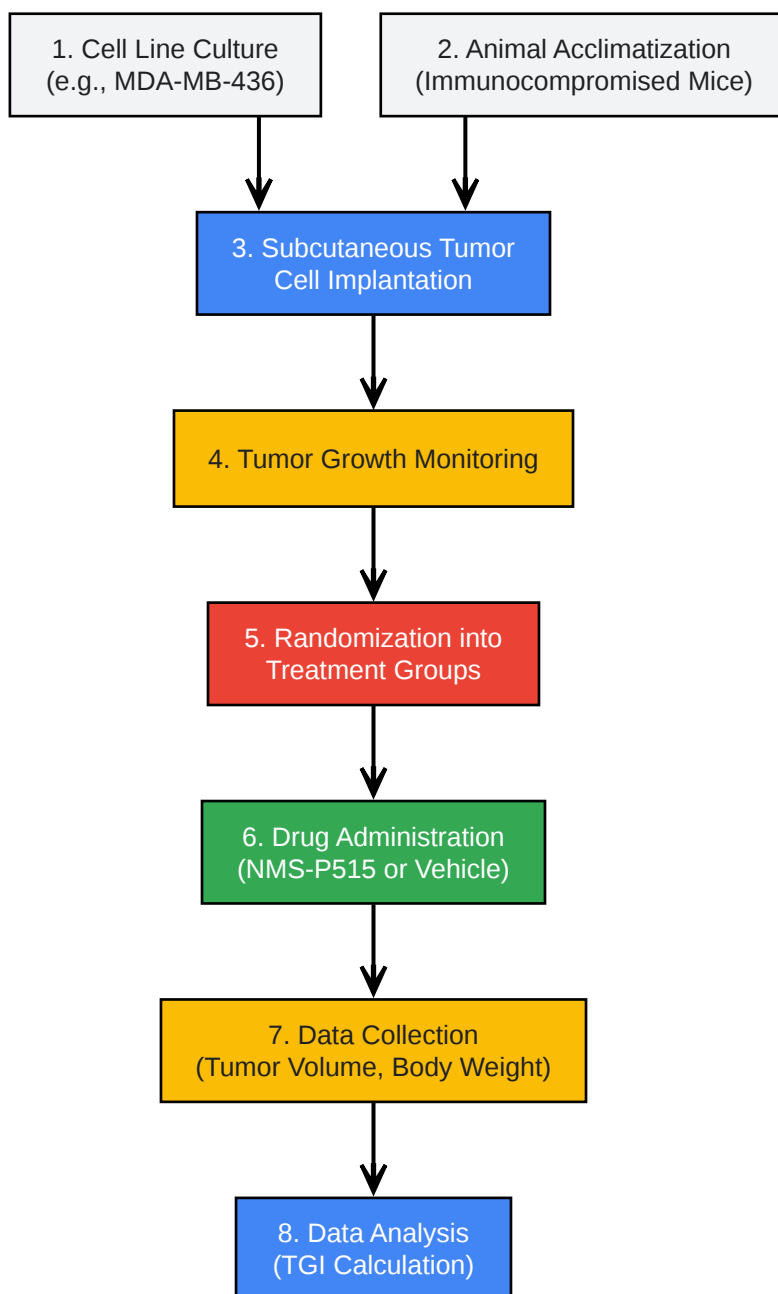 1. Cell Line Culture
(e.g., MDA-MB-436)
2. Animal Acclimatization
(Immunocompromised Mice)
3. Subcutaneous Tumor
Cell Implantation
4. Tumor Growth Monitoring
5. Randomization into
Treatment Groups
6. Drug Administration
(NMS-P515 or Vehicle)
7. Data Collection
(Tumor Volume, Body Weight)
8. Data Analysis
(TGI Calculation)